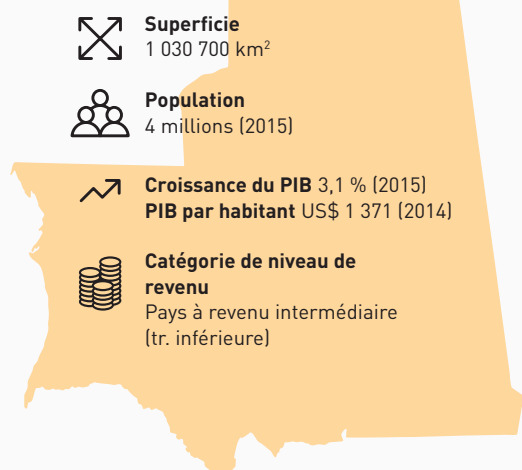 Superficie
1 030 700 km²
Population
4 millions (2015)
Croissance du PIB 3,1 % (2015)
PIB par habitant US$ 1 371 (2014)
Catégorie de niveau de
revenu
Pays à revenu intermédiaire
(tr. inférieure)